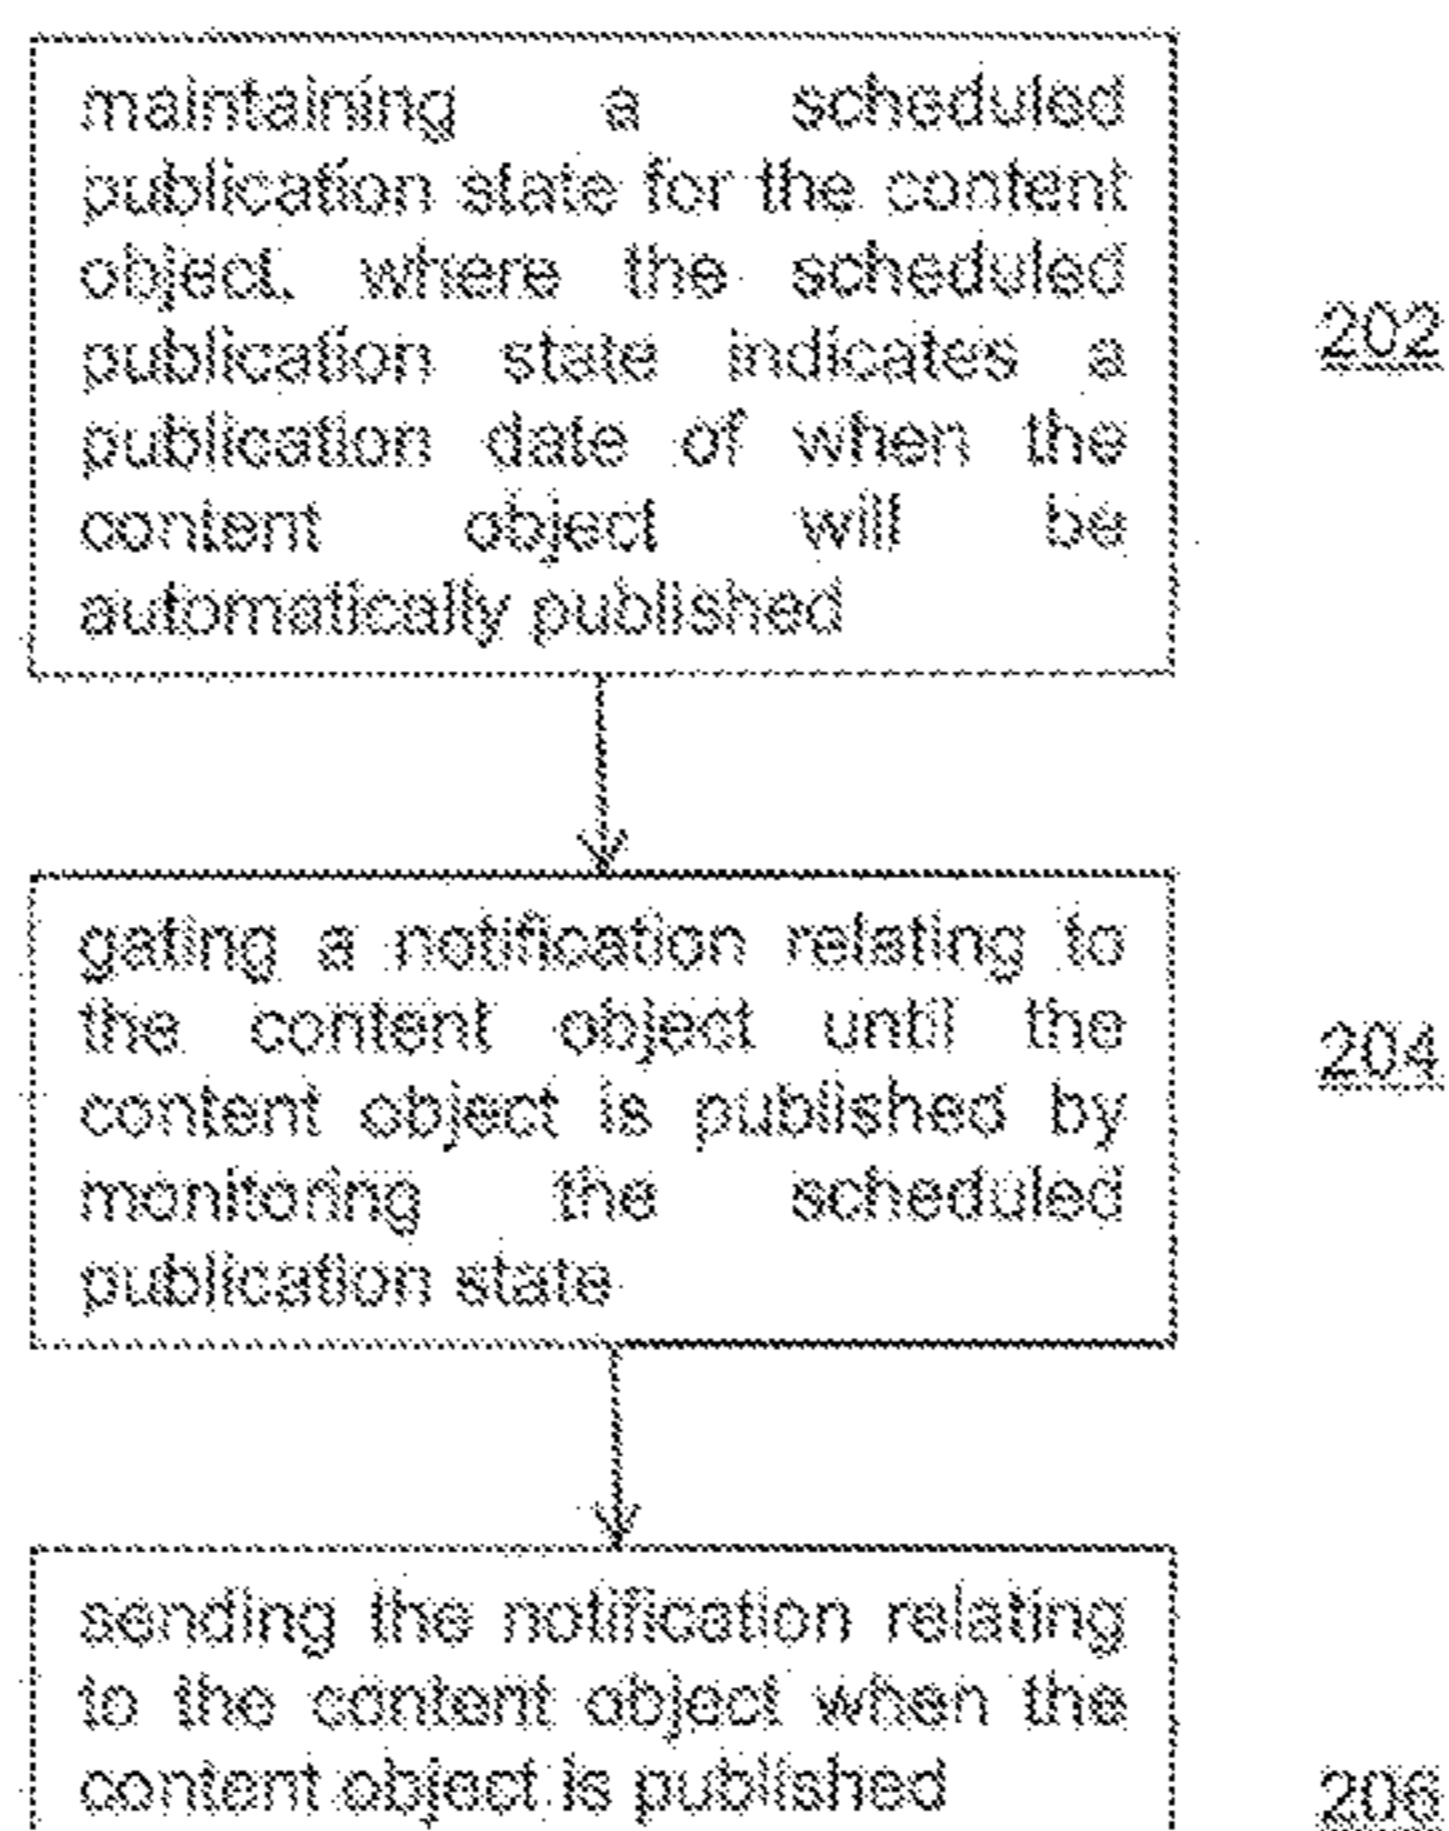 maintaining a scheduled
publication state for the content
object, where the scheduled
publication state indicates a
publication date of when the
content object will be
automatically published
202
gating a notification relating to
the content object until the
content object is published by
monitoring the scheduled
publication state
204
sending the notification relating
to the content object when the
content object is published
206